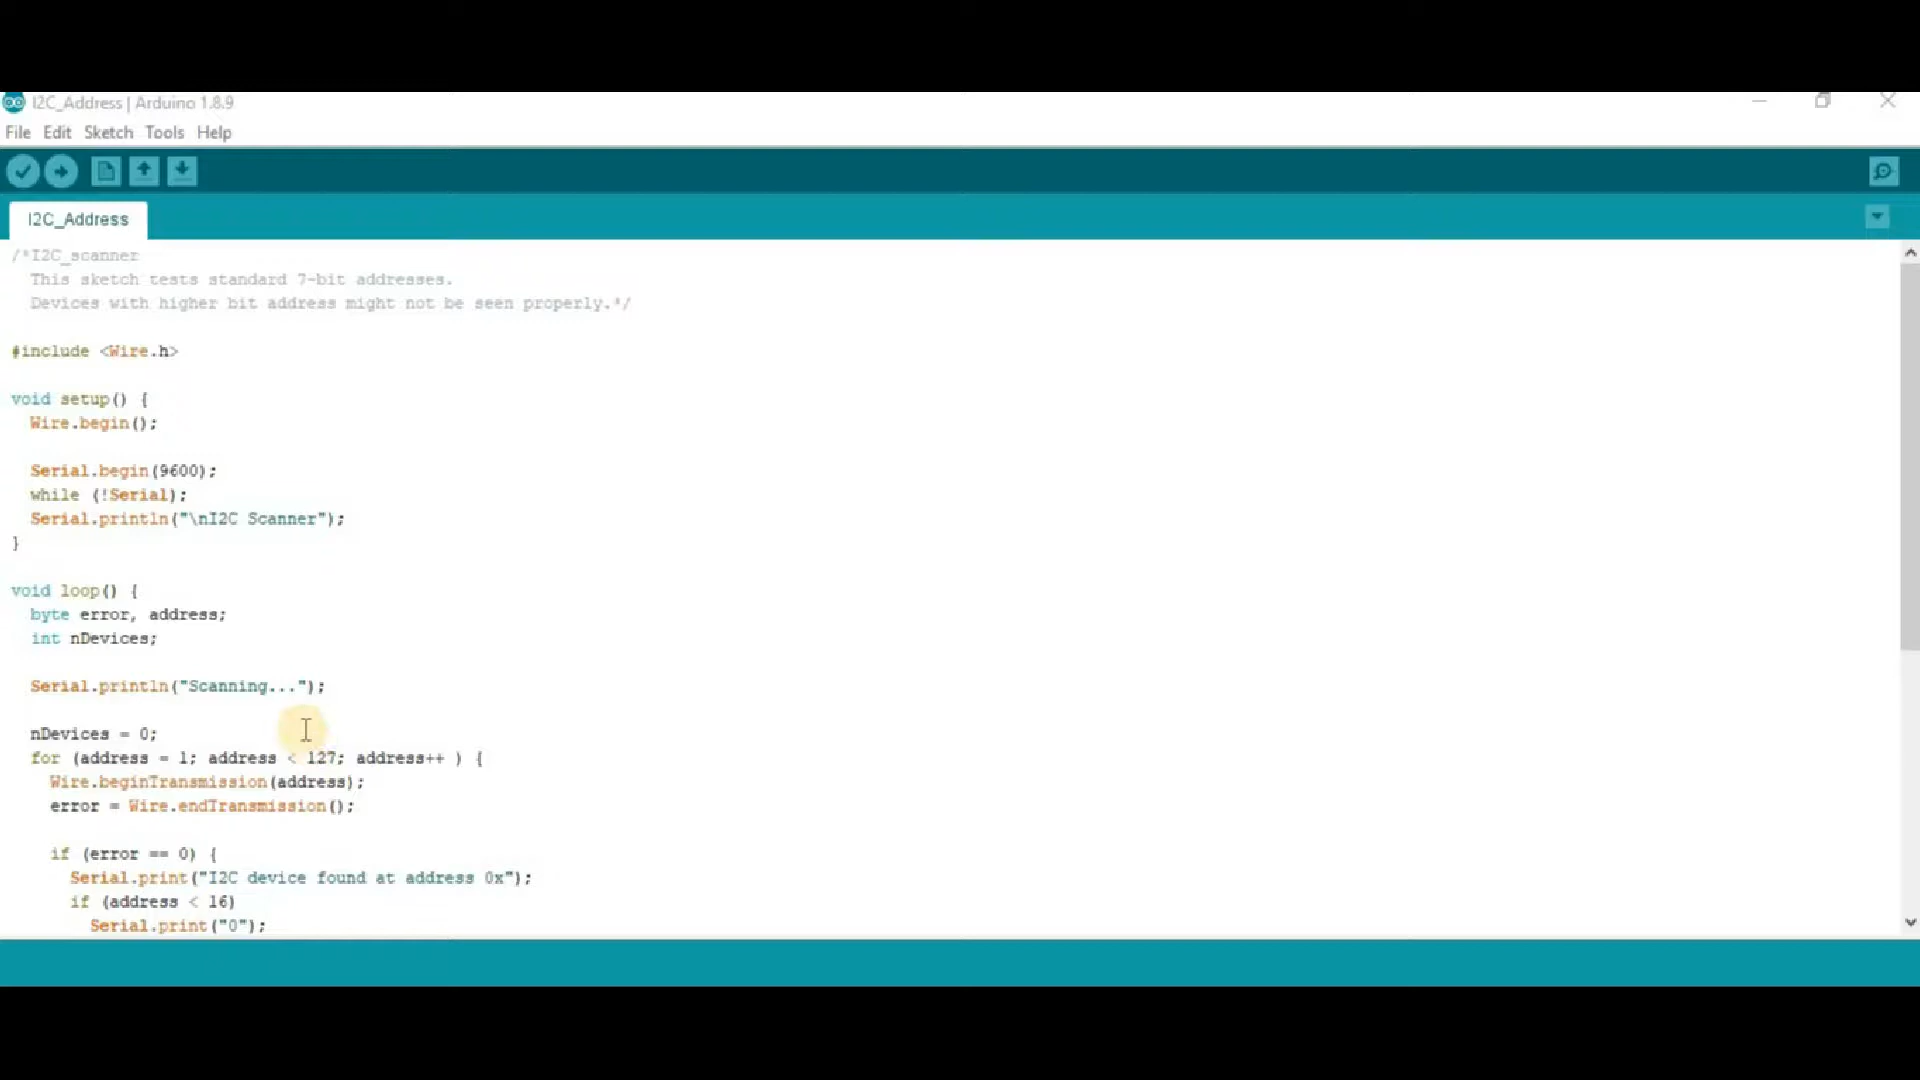 I2C_Address | Arduino 1.8.9
File Edit Sketch Tools Help
I2C_Address
/*I2C_scanner
This sketch tests standard 7-bit addresses.
Devices with higher bit address might not be seen properly.*/
#include <Wire.h>
void setup() {
Wire.begin();
Serial.begin(9600);
while (!Serial);
Serial.println("\nI2C Scanner");
}
void loop() {
byte error, address;
int nDevices;
Serial.println("Scanning...");
nDevices = 0;
for (address = 1; address < 127; address++ ) {
Wire.beginTransmission(address);
error = Wire.endTransmission();
if (error == 0) {
Serial.print("I2C device found at address 0x");
if (address < 16)
Serial.print("0");